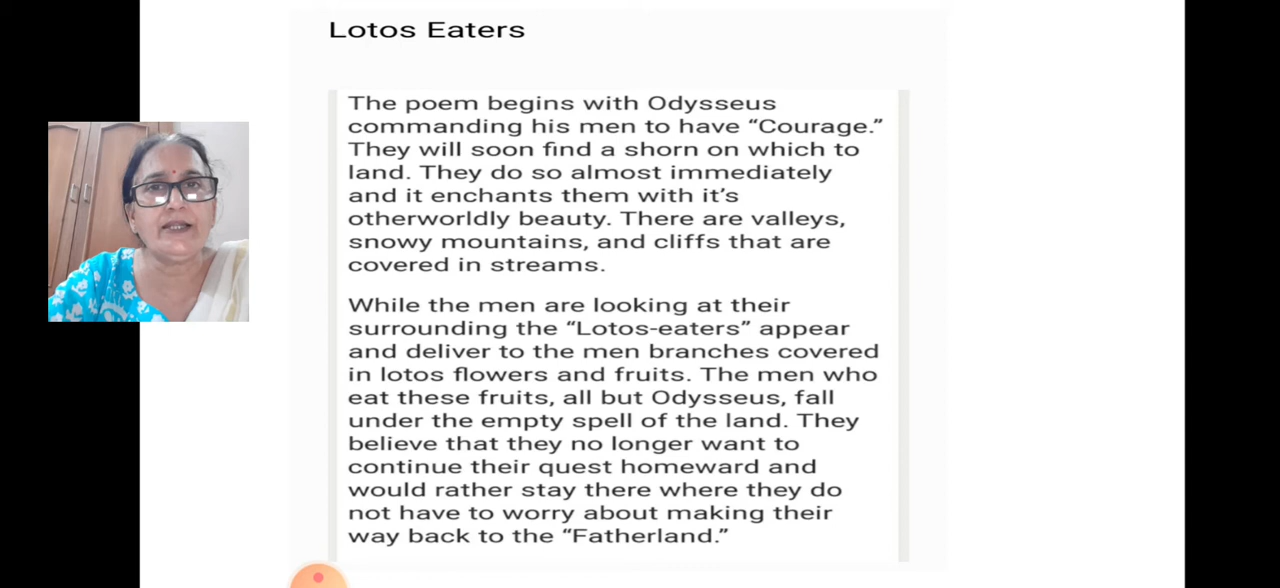 Lotos Eaters
The poem begins with Odysseus
commanding his men to have “Courage.”
They will soon find a shorn on which to
land. They do so almost immediately
and it enchants them with it’s
otherworldly beauty. There are valleys,
snowy mountains, and cliffs that are
covered in streams.
While the men are looking at their
surrounding the “Lotos-eaters” appear
and deliver to the men branches covered
in lotos flowers and fruits. The men who
eat these fruits, all but Odysseus, fall
under the empty spell of the land. They
believe that they no longer want to
continue their quest homeward and
would rather stay there where they do
not have to worry about making their
way back to the “Fatherland.”